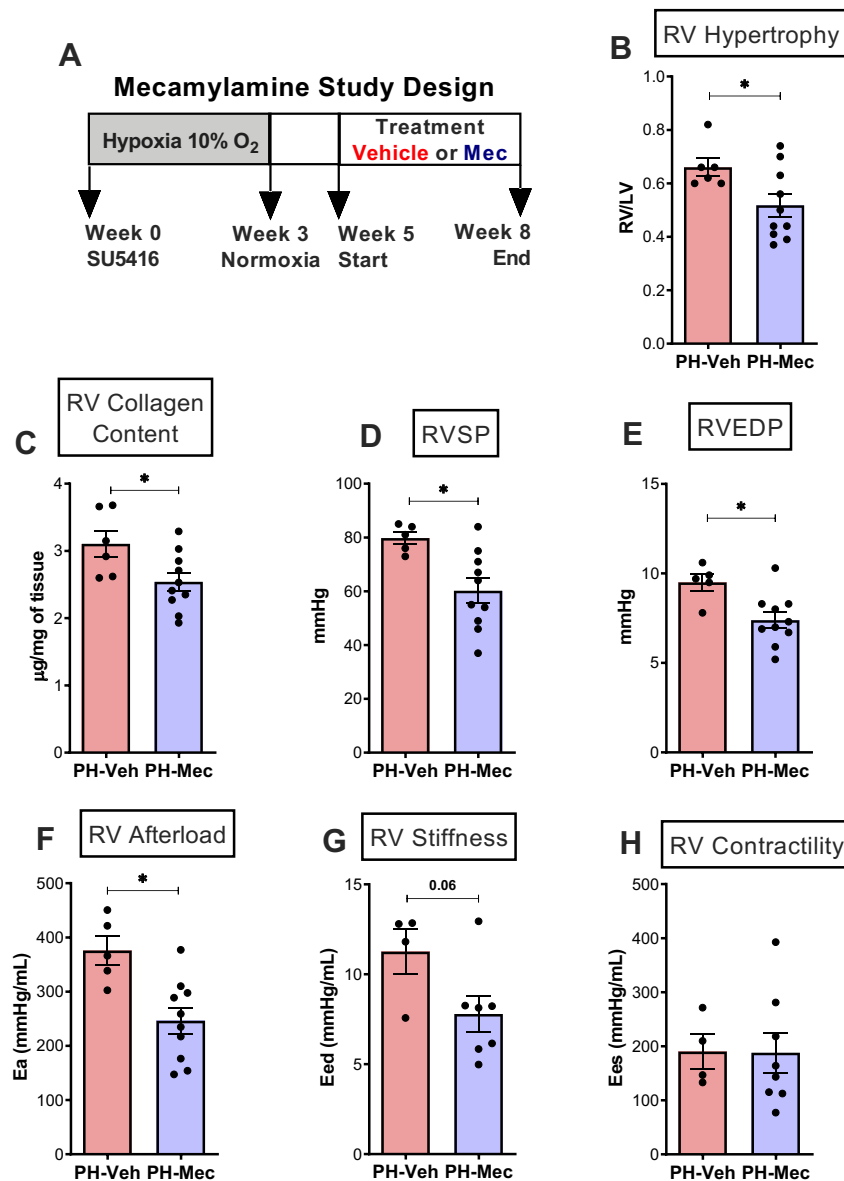 A
Mecamylamine Study Design
Hypoxia 10% O₂
Treatment
Vehicle or Mec
Week 0
SU5416
Week 3
Normoxia
Week 5
Start
Week 8
End
B
RV Hypertrophy
*
1.0
0.8
0.6
0.4
0.2
0.0
RV/LV
PH-Veh PH-Mec
C
RV Collagen
Content
*
4
3
2
1
0
µg/mg of tissue
PH-Veh PH-Mec
D
RVSP
*
100
80
60
40
20
0
mmHg
PH-Veh PH-Mec
E
RVEDP
*
15
10
5
0
mmHg
PH-Veh PH-Mec
F
RV Afterload
*
500
400
300
200
100
0
Ea (mmHg/mL)
PH-Veh PH-Mec
G
RV Stiffness
0.06
15
10
5
0
Eed (mmHg/mL)
PH-Veh PH-Mec
H
RV Contractility
500
400
300
200
100
0
Ees (mmHg/mL)
PH-Veh PH-Mec